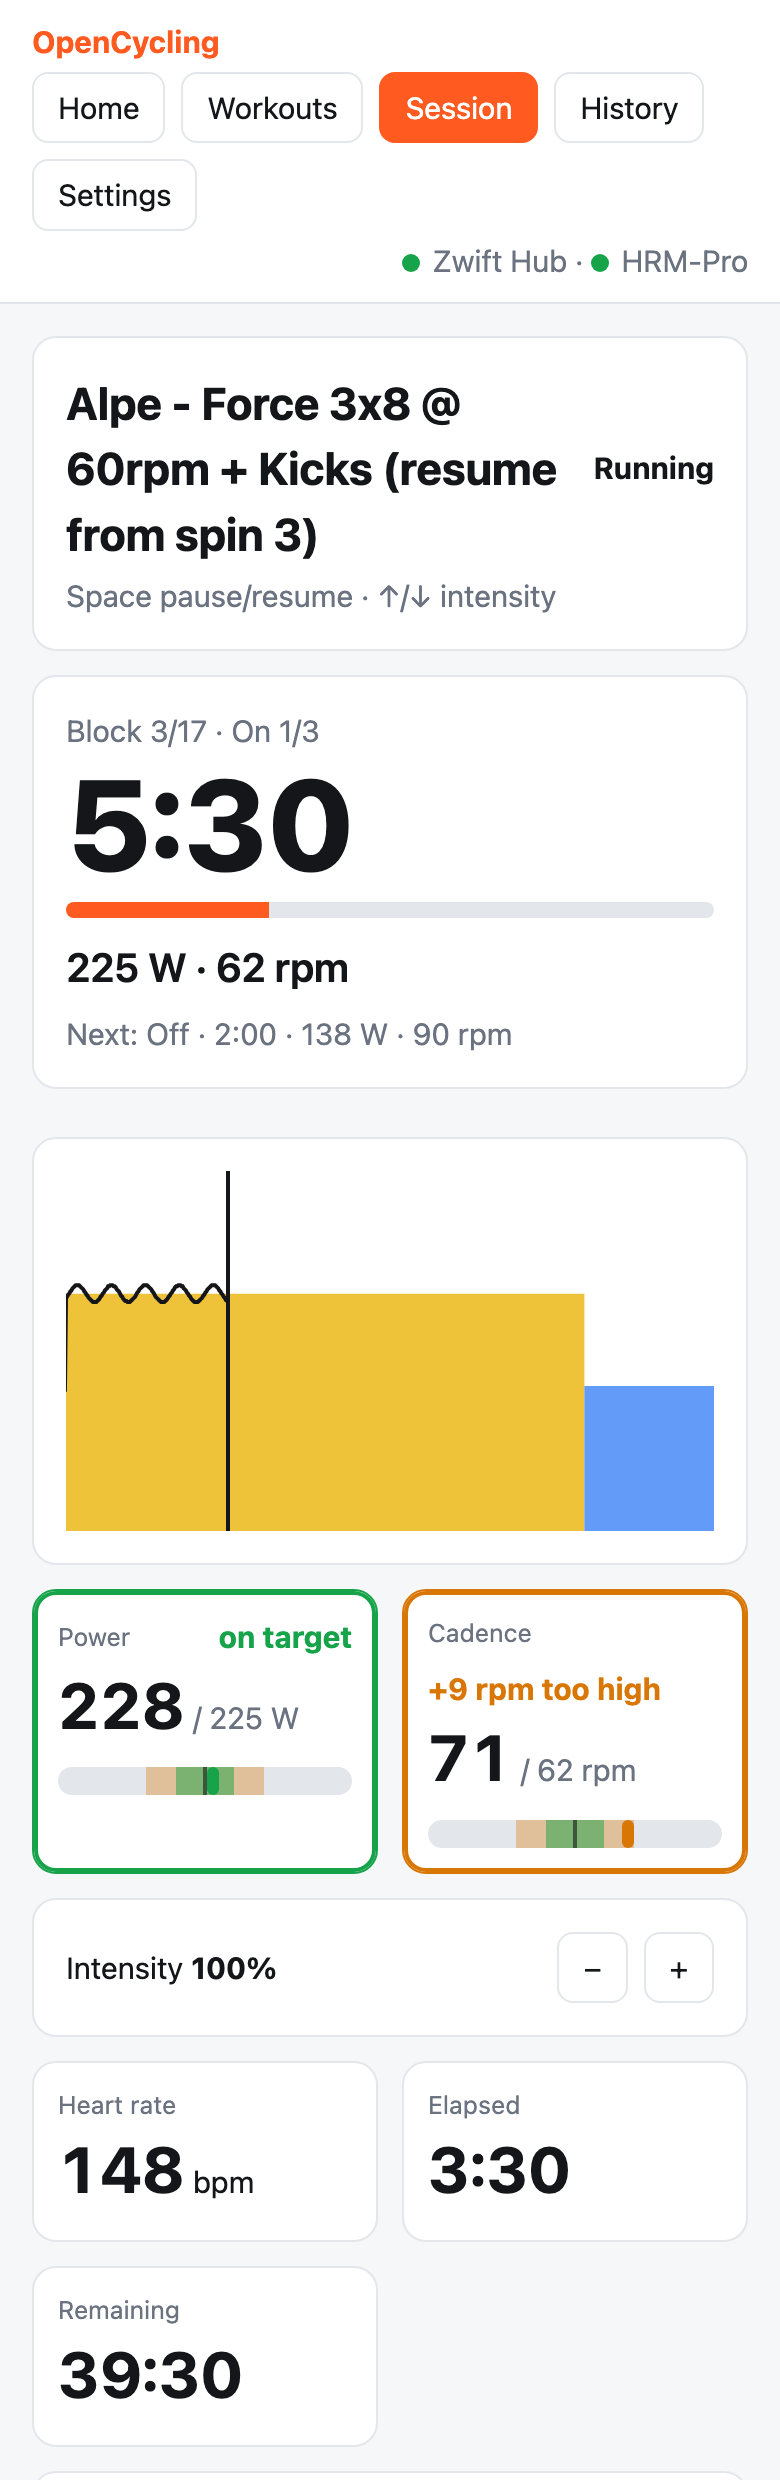 OpenCycling
Home Workouts Session History
Settings
Zwift Hub · HRM-Pro
Alpe - Force 3x8 @
60rpm + Kicks (resume
from spin 3)
Running
Space pause/resume · ↑/↓ intensity
Block 3/17 · On 1/3
5:30
225 W · 62 rpm
Next: Off · 2:00 · 138 W · 90 rpm
Power on target
228 / 225 W
Cadence
+9 rpm too high
71 / 62 rpm
Intensity 100% − +
Heart rate
148 bpm
Elapsed
3:30
Remaining
39:30